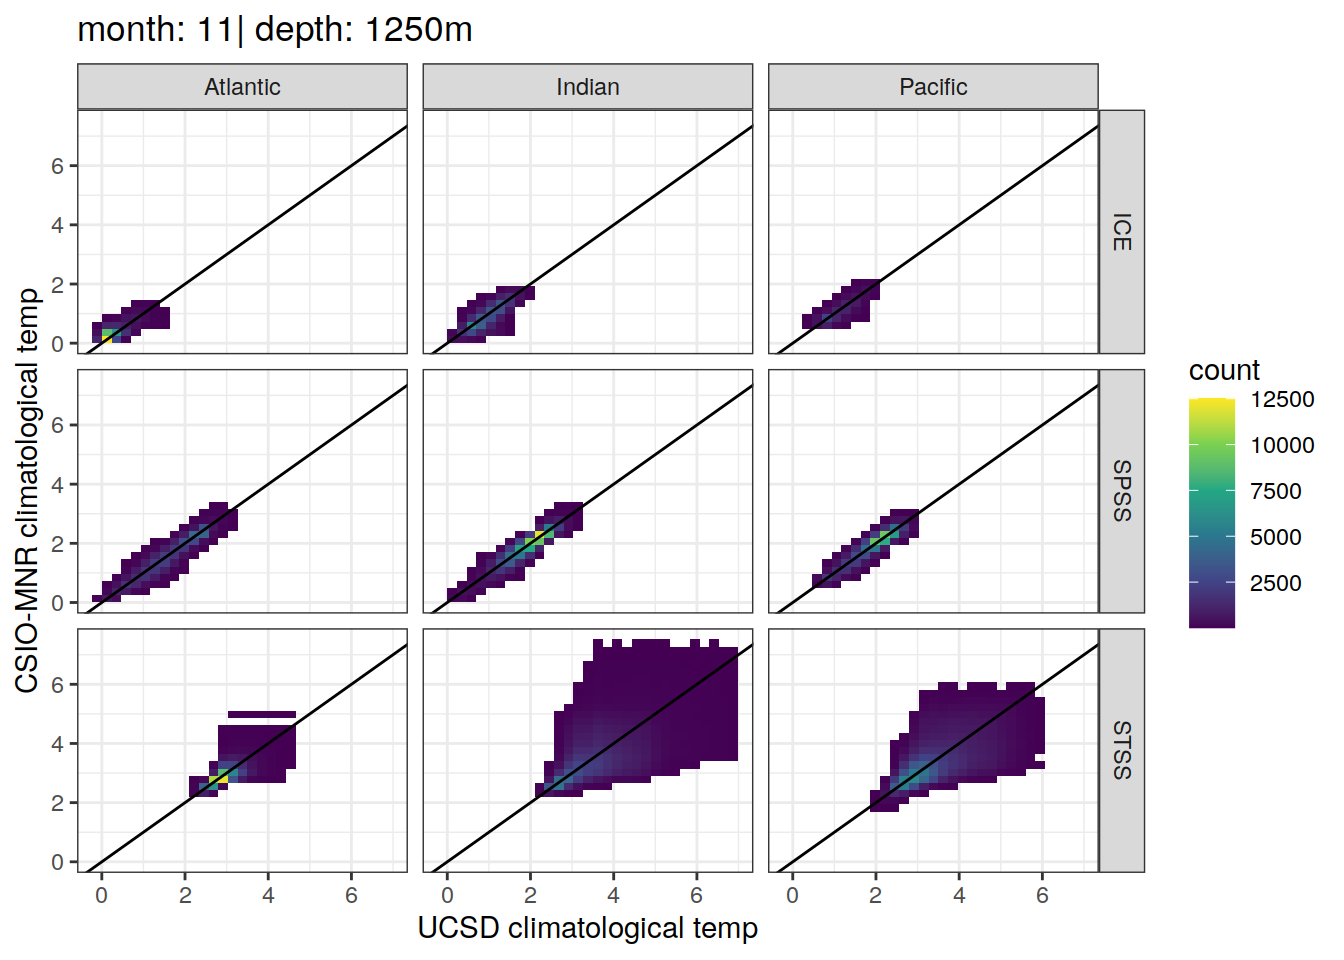 month: 11| depth: 1250m
Atlantic
Indian
Pacific
6
4
2
0
ICE
6
4
2
0
SPSS
6
4
2
0
STSS
0
2
4
6
0
2
4
6
0
2
4
6
UCSD climatological temp
CSIO-MNR climatological temp
count
12500
10000
7500
5000
2500